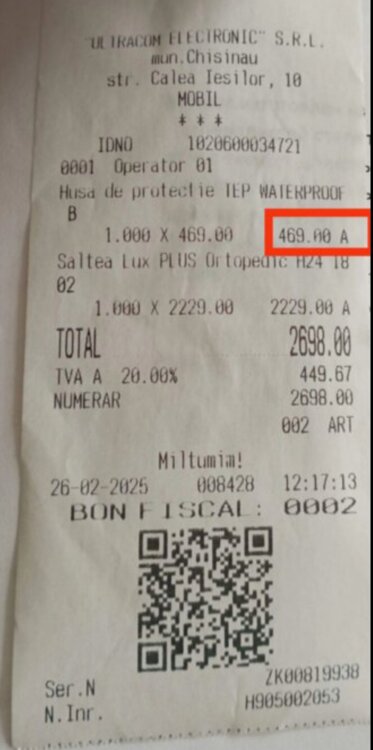 "ULTRACOM ELECTRONIC" S.R.L.
mun.Chisinau
str. Calea Iesilor, 10
MOBIL
* * *
IDNO 1020600034721
0001 Operator 01
Husa de protectie TEP WATERPROOF
B
1.000 X 469.00 469.00 A
Saltea Lux PLUS Ortopedic H24 18
02
1.000 X 2229.00 2229.00 A
TOTAL 2698.00
TVA A 20.00% 449.67
NUMERAR 2698.00
002 ART
Miltumim!
26-02-2025 008428 12:17:13
BON FISCAL: 0002
Ser.N ZK00819938
N.Inr. H905002053